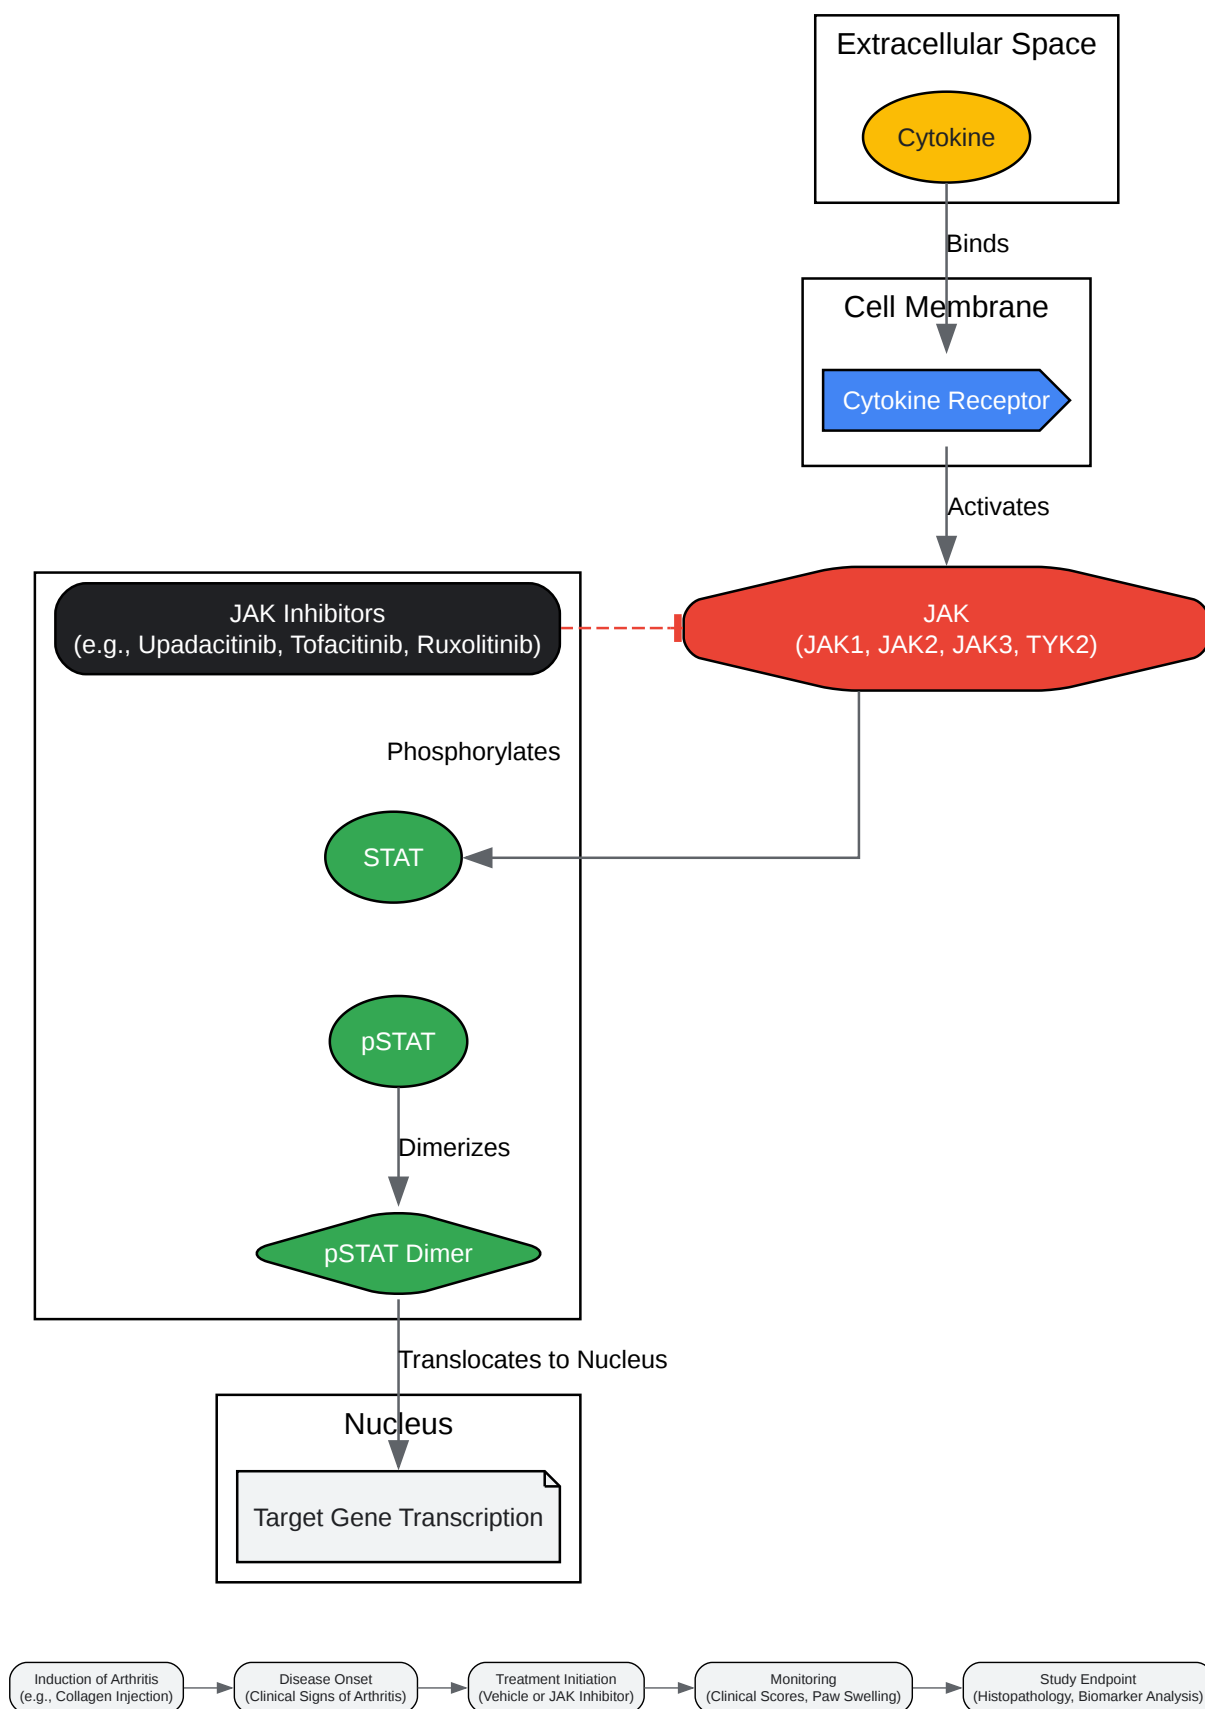 Extracellular Space
Cytokine
Binds
Cell Membrane
Cytokine Receptor
Activates
JAK Inhibitors
(e.g., Upadacitinib, Tofacitinib, Ruxolitinib)
JAK
(JAK1, JAK2, JAK3, TYK2)
Phosphorylates
STAT
pSTAT
Dimerizes
pSTAT Dimer
Translocates to Nucleus
Nucleus
Target Gene Transcription
Induction of Arthritis
(e.g., Collagen Injection)
Disease Onset
(Clinical Signs of Arthritis)
Treatment Initiation
(Vehicle or JAK Inhibitor)
Monitoring
(Clinical Scores, Paw Swelling)
Study Endpoint
(Histopathology, Biomarker Analysis)